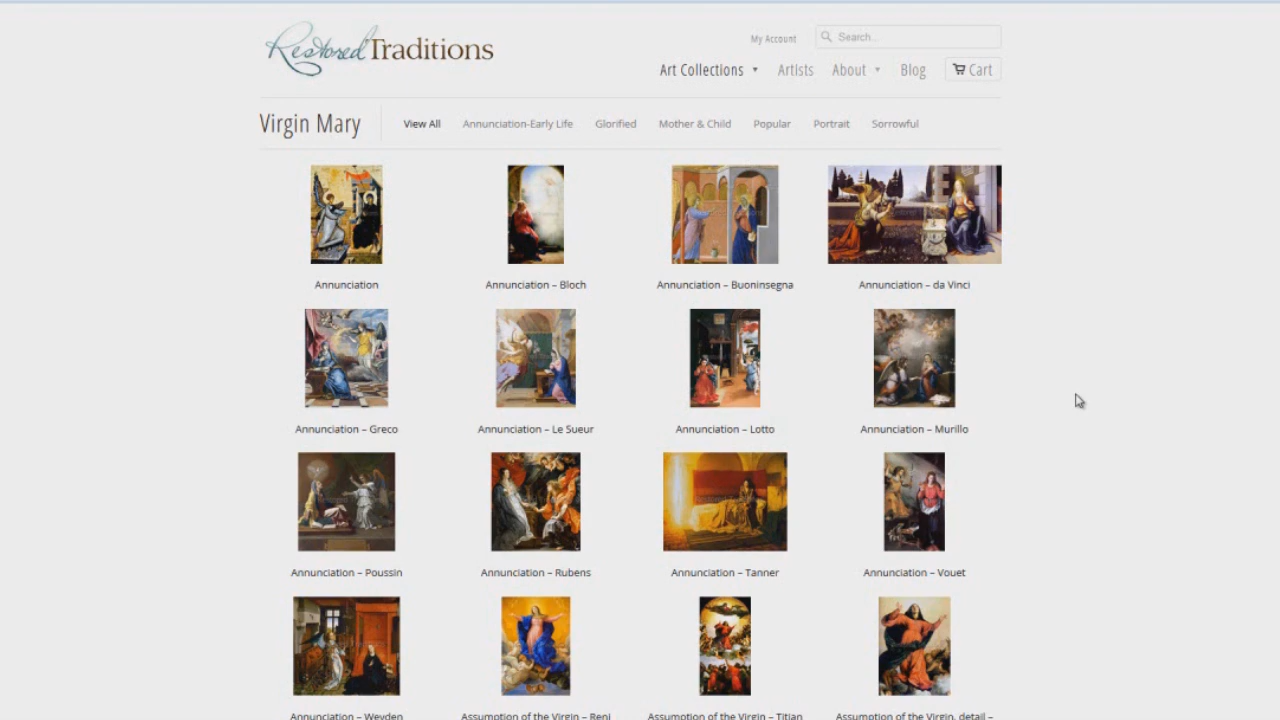 Restored Traditions
My Account
Search...
Art Collections ▼ Artists About ▼ Blog Cart
Virgin Mary
View All Annunciation-Early Life Glorified Mother & Child Popular Portrait Sorrowful
Annunciation Annunciation – Bloch Annunciation – Buoninsegna Annunciation – da Vinci
Annunciation – Greco Annunciation – Le Sueur Annunciation – Lotto Annunciation – Murillo
Annunciation – Poussin Annunciation – Rubens Annunciation – Tanner Annunciation – Vouet
Annunciation – Weyden Assumption of the Virgin – Reni Assumption of the Virgin – Titian Assumption of the Virgin, detail –